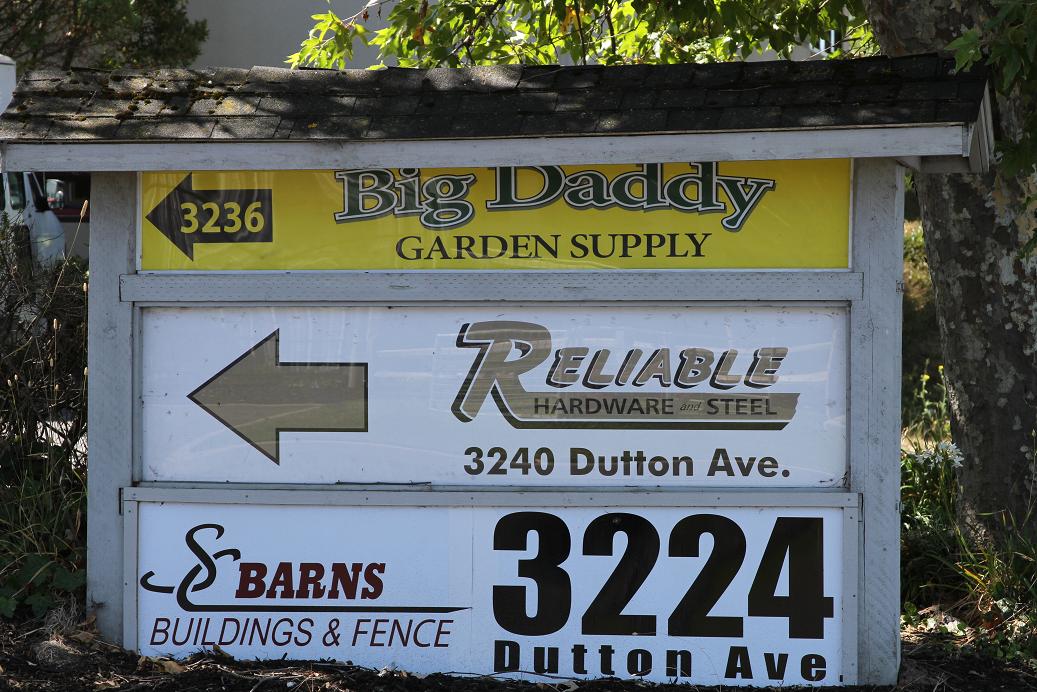 3236
Big Daddy
GARDEN SUPPLY
RELIABLE
HARDWARE and STEEL
3240 Dutton Ave.
BARNS
BUILDINGS & FENCE
3224
Dutton Ave.